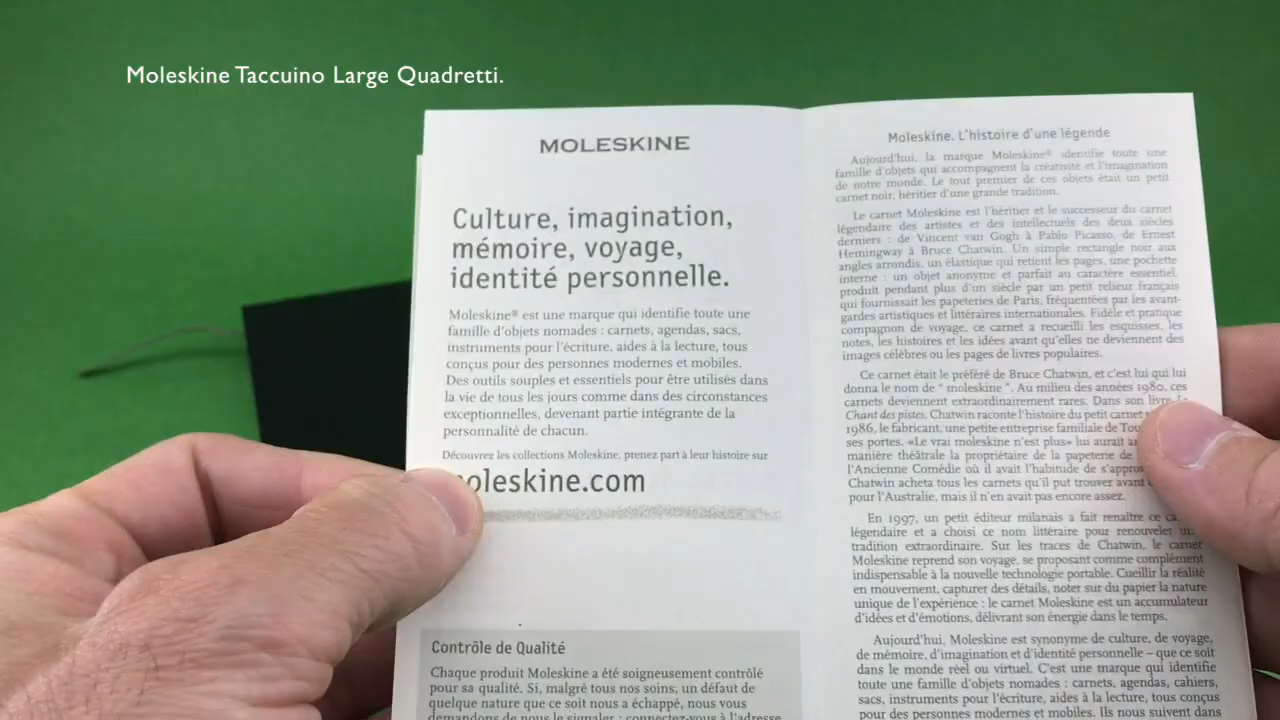 Moleskine Taccuino Large Quadretti.
MOLESKINE
Culture, imagination,
mémoire, voyage,
identité personnelle.
Moleskine® est une marque qui identifie toute une
famille d'objets nomades : carnets, agendas, sacs,
instruments pour l'écriture, aides à la lecture, tous
conçus pour des personnes modernes et mobiles.
Des outils souples et essentiels pour être utilisés dans
la vie de tous les jours comme dans des circonstances
exceptionnelles, devenant partie intégrante de la
personnalité de chacun.
Découvrez les collections Moleskine, prenez part à leur histoire sur
oleskine.com
Contrôle de Qualité
Chaque produit Moleskine a été soigneusement contrôlé
pour sa qualité. Si, malgré tous nos soins, un défaut de
quelque nature que ce soit nous a échappé, nous vous
demandons de nous le signaler : connectez-vous à l'adresse
Moleskine. L'histoire d'une légende
Aujourd'hui, la marque Moleskine® identifie toute une
famille d'objets qui accompagnent la créativité et l'imagination
de notre monde. Le tout premier de ces objets était un petit
carnet noir, héritier d'une grande tradition.
Le carnet Moleskine est l'héritier et le successeur du carnet
légendaire des artistes et des intellectuels des deux siècles
derniers : de Vincent van Gogh à Pablo Picasso, de Ernest
Hemingway à Bruce Chatwin. Un simple rectangle noir aux
angles arrondis, un élastique qui retient les pages, une pochette
interne : un objet anonyme et parfait au caractère essentiel,
produit pendant plus d'un siècle par un petit relieur français
qui fournissait les papeteries de Paris, fréquentées par les avant-
gardes artistiques et littéraires internationales. Fidèle et pratique
compagnon de voyage, ce carnet a recueilli les esquisses, les
notes, les histoires et les idées avant qu'elles ne deviennent des
images célèbres ou les pages de livres populaires.
Ce carnet était le préféré de Bruce Chatwin, et c'est lui qui lui
donna le nom de “ moleskine ”. Au milieu des années 1980, ces
carnets deviennent extraordinairement rares. Dans son livre
Chant des pistes, Chatwin raconte l'histoire du petit carnet
1986, le fabricant, une petite entreprise familiale de Tou
ses portes. «Le vrai moleskine n'est plus» lui aurait a
manière théâtrale la propriétaire de la papeterie de
l'Ancienne Comédie où il avait l'habitude de s'appro
Chatwin acheta tous les carnets qu'il put trouver avant
pour l'Australie, mais il n'en avait pas encore assez.
En 1997, un petit éditeur milanais a fait renaître ce ca
légendaire et a choisi ce nom littéraire pour renouveler un
tradition extraordinaire. Sur les traces de Chatwin, le carnet
Moleskine reprend son voyage, se proposant comme complément
indispensable à la nouvelle technologie portable. Cueillir la réalité
en mouvement, capturer des détails, noter sur du papier la nature
unique de l'expérience : le carnet Moleskine est un accumulateur
d'idées et d'émotions, délivrant son énergie dans le temps.
Aujourd'hui, Moleskine est synonyme de culture, de voyage,
de mémoire, d'imagination et d'identité personnelle – que ce soit
dans le monde réel ou virtuel. C'est une marque qui identifie
toute une famille d'objets nomades : carnets, agendas, cahiers,
sacs, instruments pour l'écriture, aides à la lecture, tous conçus
pour des personnes modernes et mobiles. Ils nous suivent dans